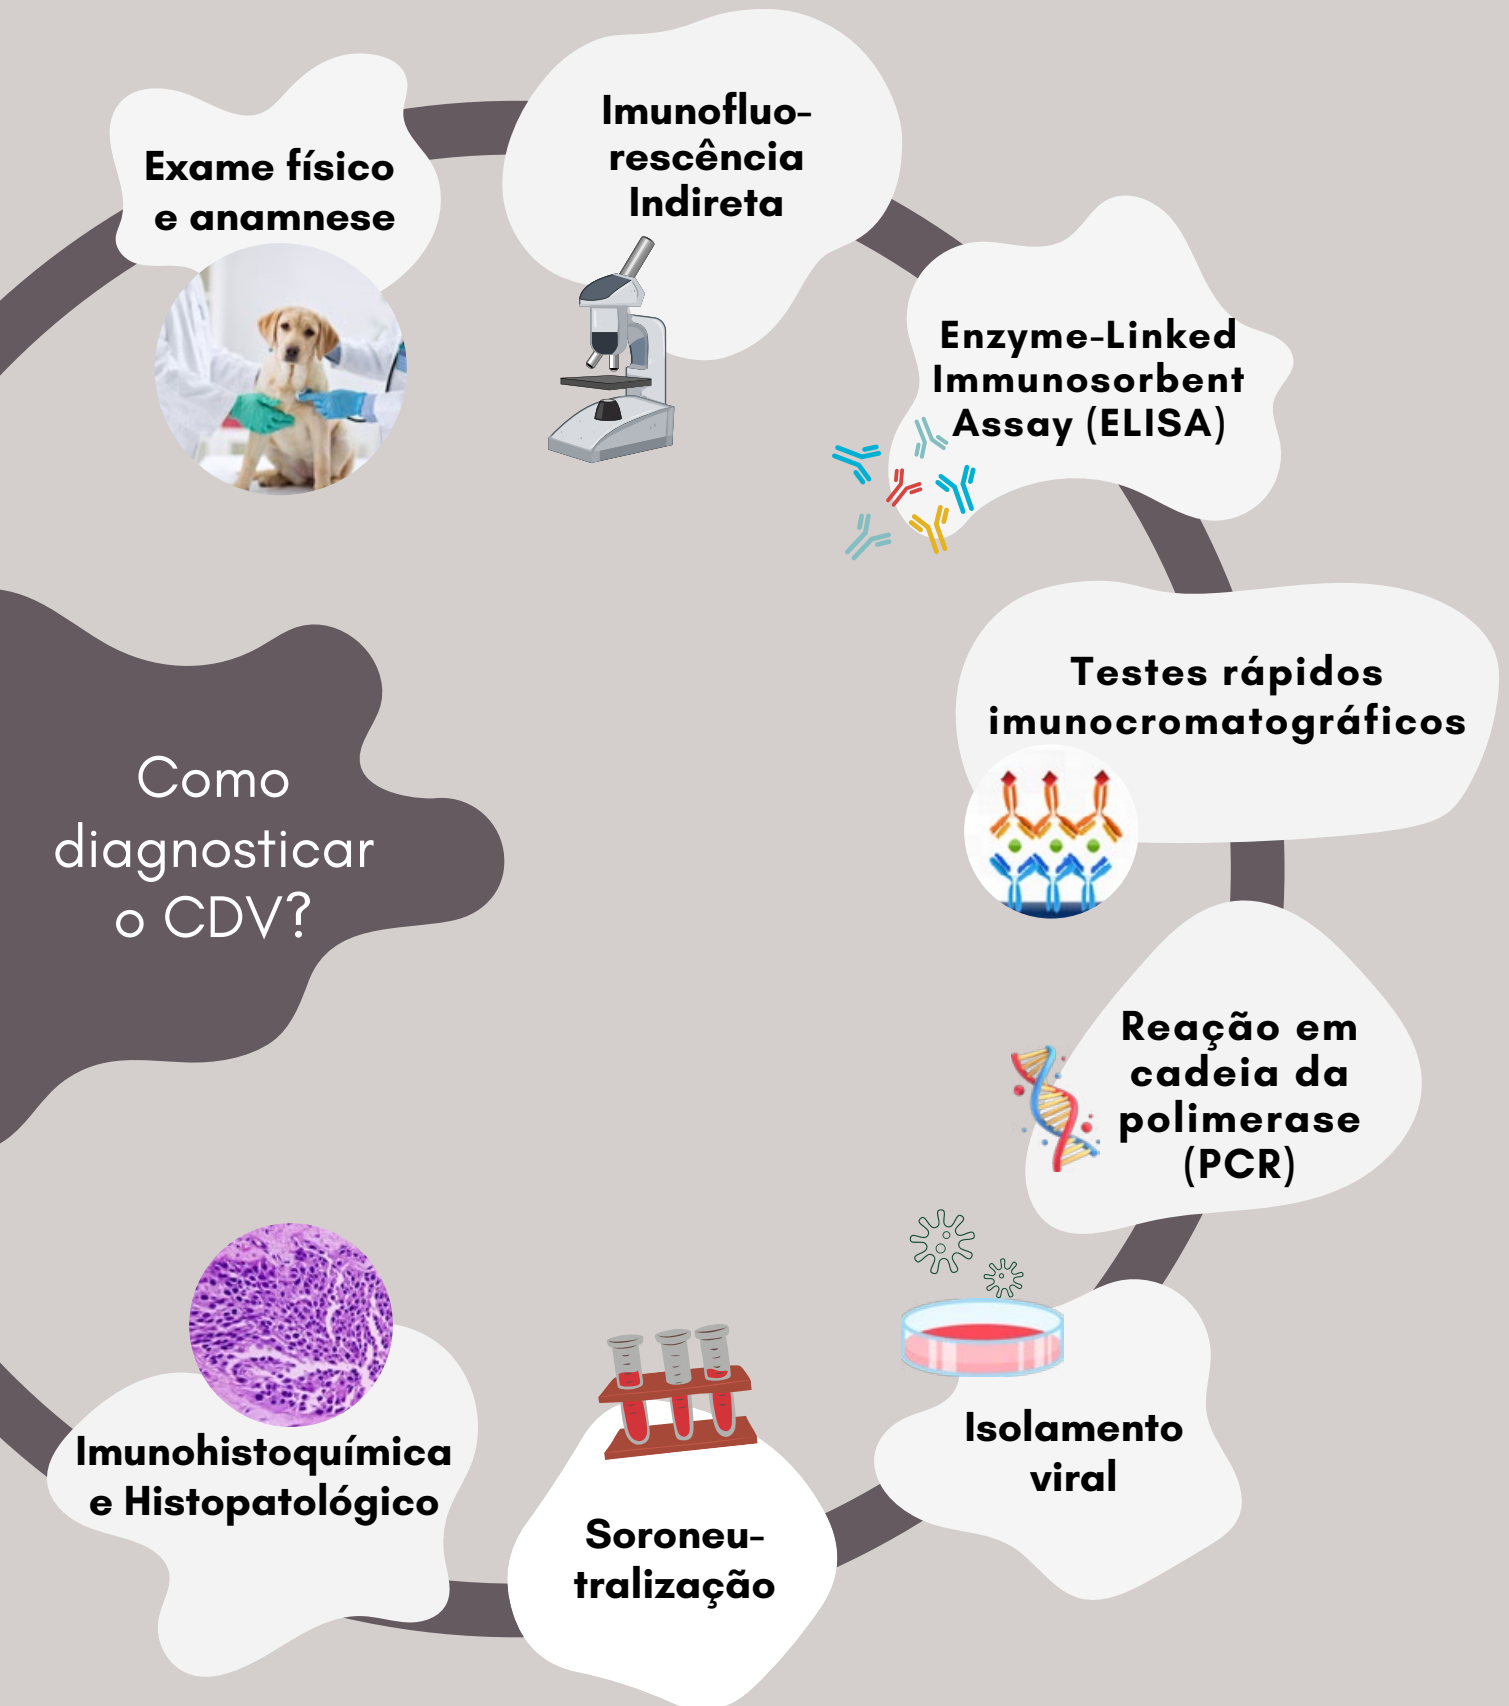 Exame físico
e anamnese
Imunofluo-
rescência
Indireta
Enzyme-Linked
Immunosorbent
Assay (ELISA)
Testes rápidos
imunocromatográficos
Como
diagnosticar
o CDV?
Reação em
cadeia da
polimerase
(PCR)
Isolamento
viral
Soroneu-
tralização
Imunohistoquímica
e Histopatológico